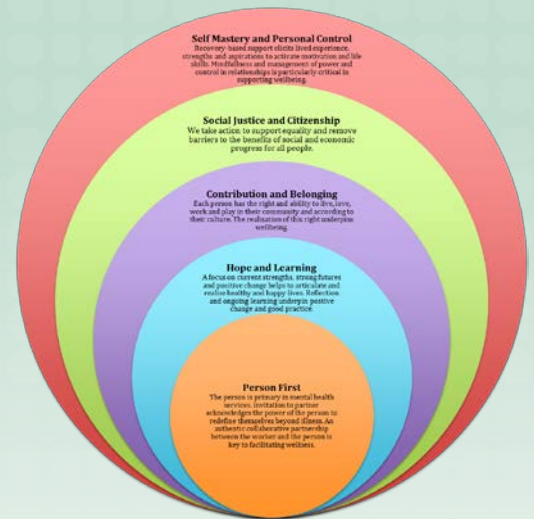 Self Mastery and Personal Control
Recovery-based support elicits lived experience,
strengths and aspirations to activate motivation and life
skills. Mindfulness and management of power and
control in relationships is particularly critical in
supporting wellbeing.
Social Justice and Citizenship
We take action to support equality and remove
barriers to the benefits of social and economic
progress for all people.
Contribution and Belonging
Each person has the right and ability to live, love,
work and play in their community and according to
their culture. The realisation of this right underpins
wellbeing.
Hope and Learning
A focus on current strengths, strong futures
and positive change helps to articulate and
realise healthy and happy lives. Reflection
and ongoing learning underpin positive
change and good practice.
Person First
The person is primary in mental health
services, invitation to partner
acknowledges the power of the person to
redefine themselves beyond illness. An
authentic collaborative partnership
between the worker and the person is
key to facilitating wellness.